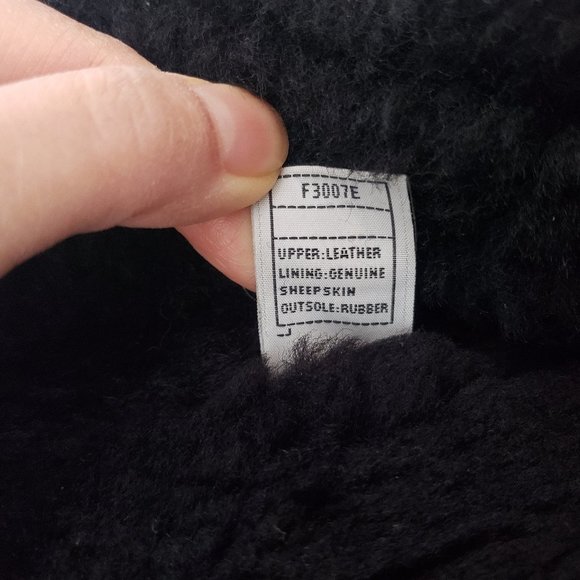 F3007E
UPPER:LEATHER
LINING:GENUINE
SHEEPSKIN
OUTSOLE:RUBBER